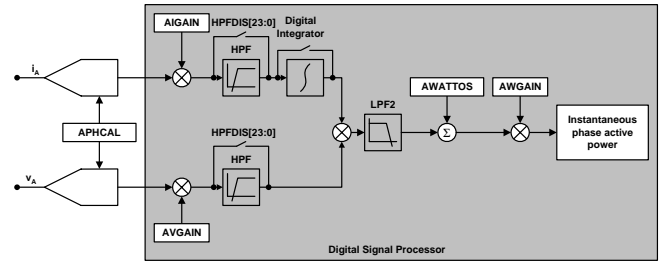 AIGAIN
HPFDIS[23:0]
HPF
Digital
Integrator
iA
APHCAL
vA
HPFDIS[23:0]
HPF
AVGAIN
LPF2
AWATTOS
Σ
AWGAIN
Instantaneous
phase active
power
Digital Signal Processor